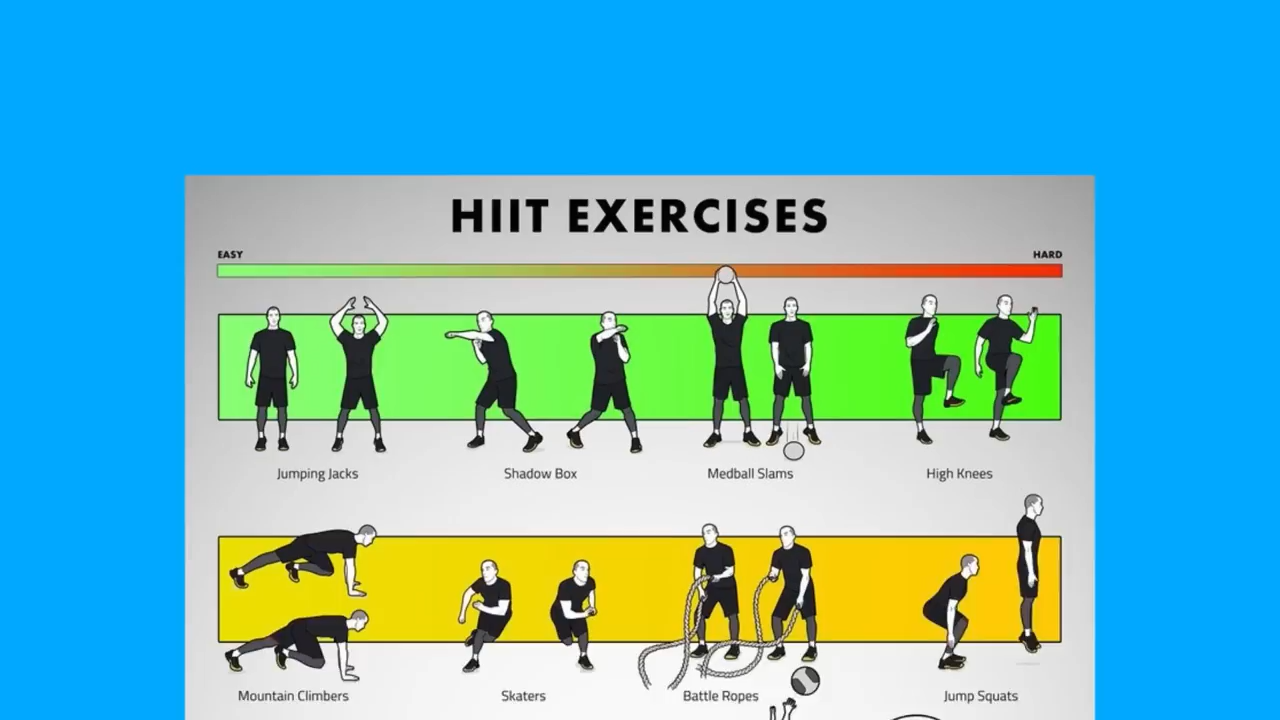 HIIT EXERCISES
EASY HARD
Jumping Jacks Shadow Box Medball Slams High Knees
Mountain Climbers Skaters Battle Ropes Jump Squats